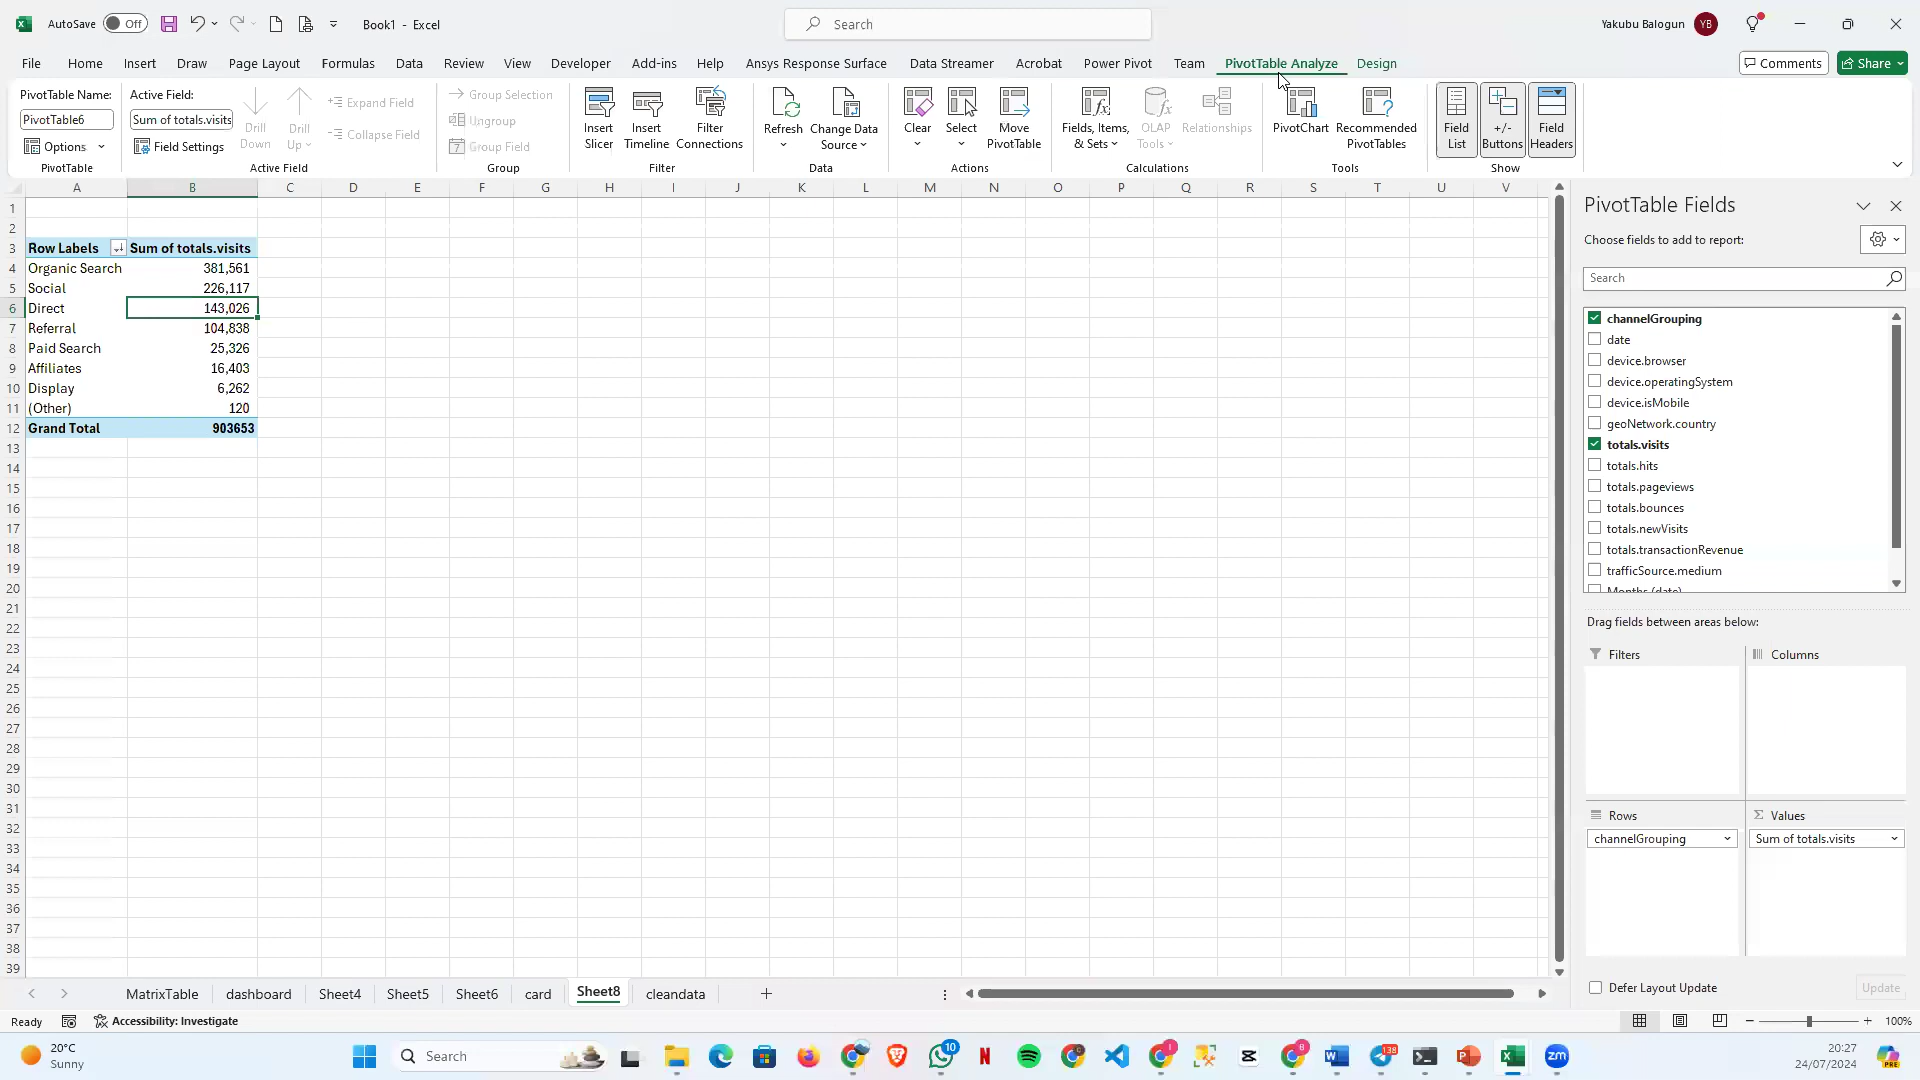 AutoSave Off Book1 - Excel Search Yakubu Balogun YB
File Home Insert Draw Page Layout Formulas Data Review View Developer Add-ins Help Ansys Response Surface Data Streamer Acrobat Power Pivot Team PivotTable Analyze Design Comments Share
PivotTable Name:
PivotTable6
Options
PivotTable
Active Field:
Sum of totals.visits
Field Settings
Drill Down
Drill Up
Expand Field
Collapse Field
Active Field
Group Selection
Ungroup
Group Field
Group
Insert Slicer
Insert Timeline
Filter Connections
Filter
Refresh
Change Data Source
Data
Clear
Select
Move PivotTable
Actions
Fields, Items, & Sets
OLAP Tools
Relationships
Calculations
PivotChart
Recommended PivotTables
Tools
Field List
+/- Buttons
Field Headers
Show
A B C D E F G H I J K L M N O P Q R S T U V
1
2
3 Row Labels Sum of totals.visits
4 Organic Search 381,561
5 Social 226,117
6 Direct 143,026
7 Referral 104,838
8 Paid Search 25,326
9 Affiliates 16,403
10 Display 6,262
11 (Other) 120
12 Grand Total 903653
13
14
15
16
17
18
19
20
21
22
23
24
25
26
27
28
29
30
31
32
33
34
35
36
37
38
39
PivotTable Fields
Choose fields to add to report:
Search
channelGrouping
date
device.browser
device.operatingSystem
device.isMobile
geoNetwork.country
totals.visits
totals.hits
totals.pageviews
totals.bounces
totals.newVisits
totals.transactionRevenue
trafficSource.medium
Months (date)
Drag fields between areas below:
Filters Columns
Rows Values
channelGrouping Sum of totals.visits
Defer Layout Update Update
MatrixTable dashboard Sheet4 Sheet5 Sheet6 card Sheet8 cleandata
Ready Accessibility: Investigate 100%
20°C
Sunny
Search
10
138
zm
20:27
24/07/2024